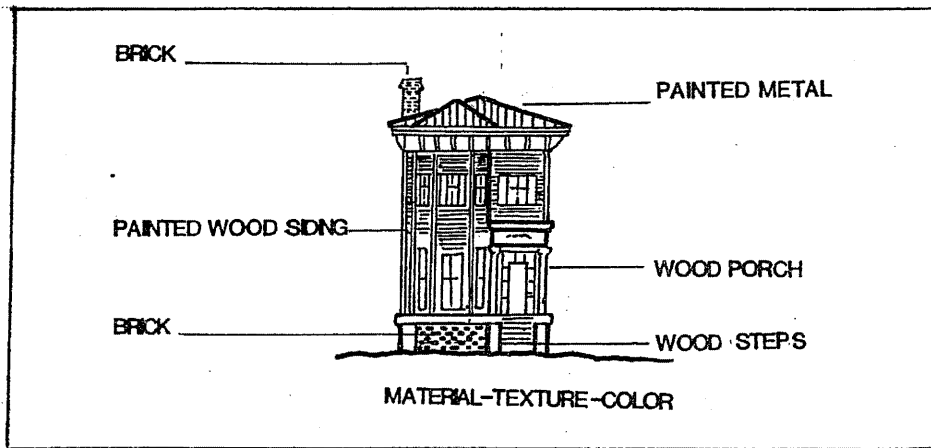 BRICK
PAINTED METAL
PAINTED WOOD SIDING
WOOD PORCH
BRICK
WOOD STEPS
MATERIAL-TEXTURE-COLOR